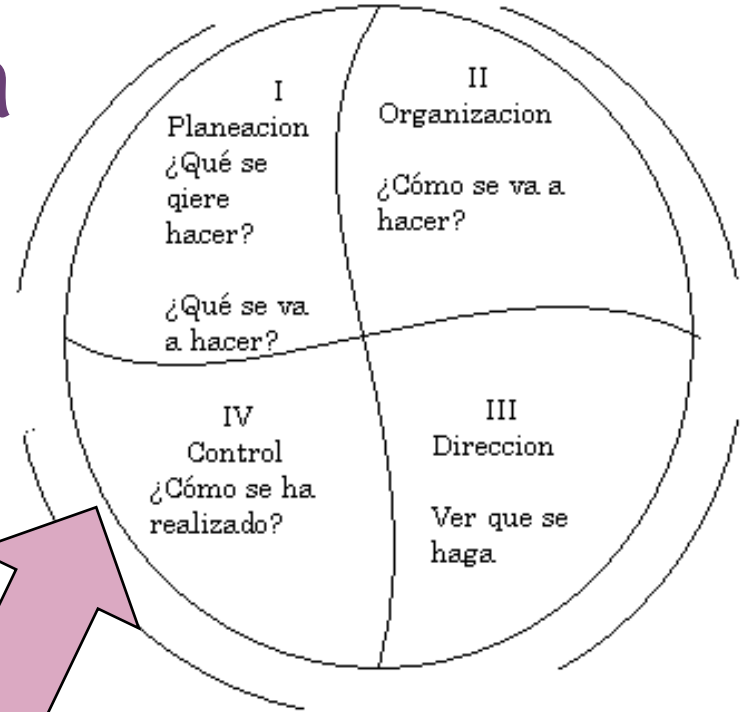 I
Planeacion
¿Qué se
qiere
hacer?
¿Qué se va
a hacer?
II
Organizacion
¿Cómo se va a
hacer?
III
Direccion
Ver que se
haga
IV
Control
¿Cómo se ha
realizado?